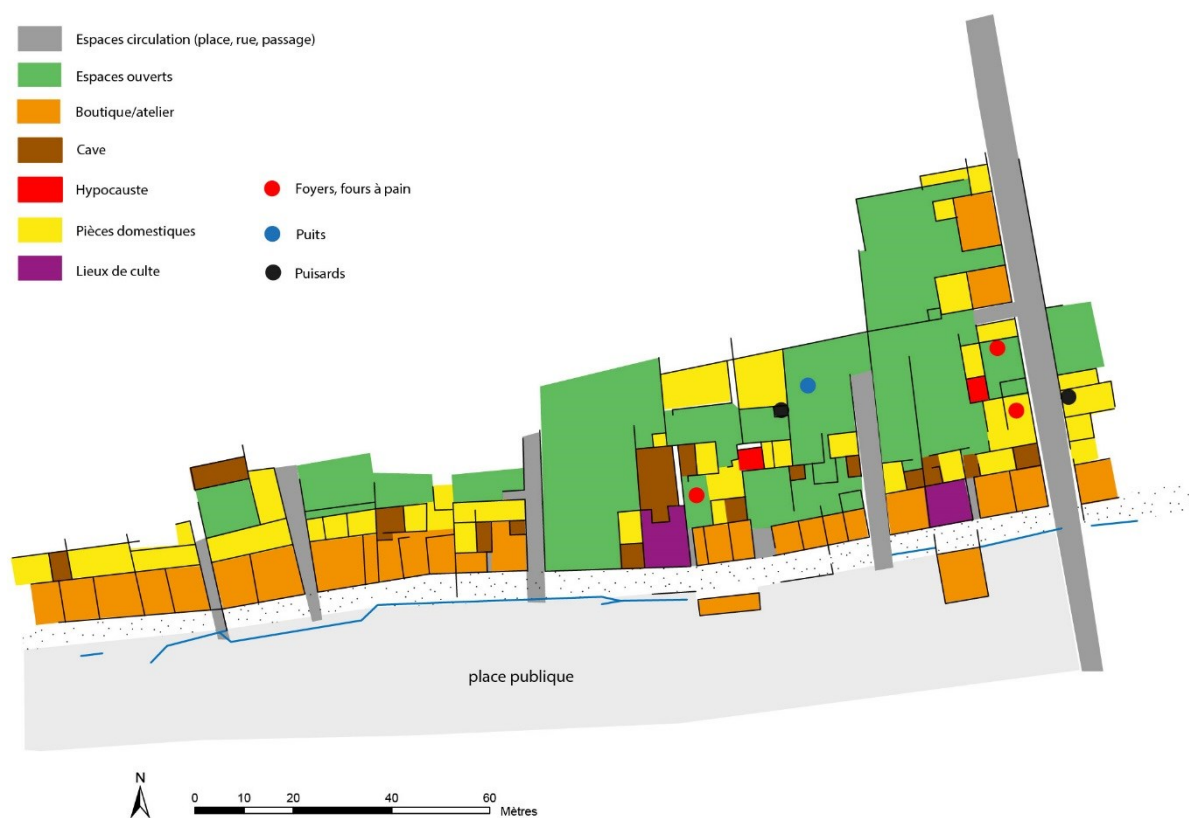 Espaces circulation (place, rue, passage)
Espaces ouverts
Boutique/atelier
Cave
Hypocauste
Pièces domestiques
Lieux de culte
Foyers, fours à pain
Puits
Puisards
place publique
N
0 10 20 40 60
Mètres